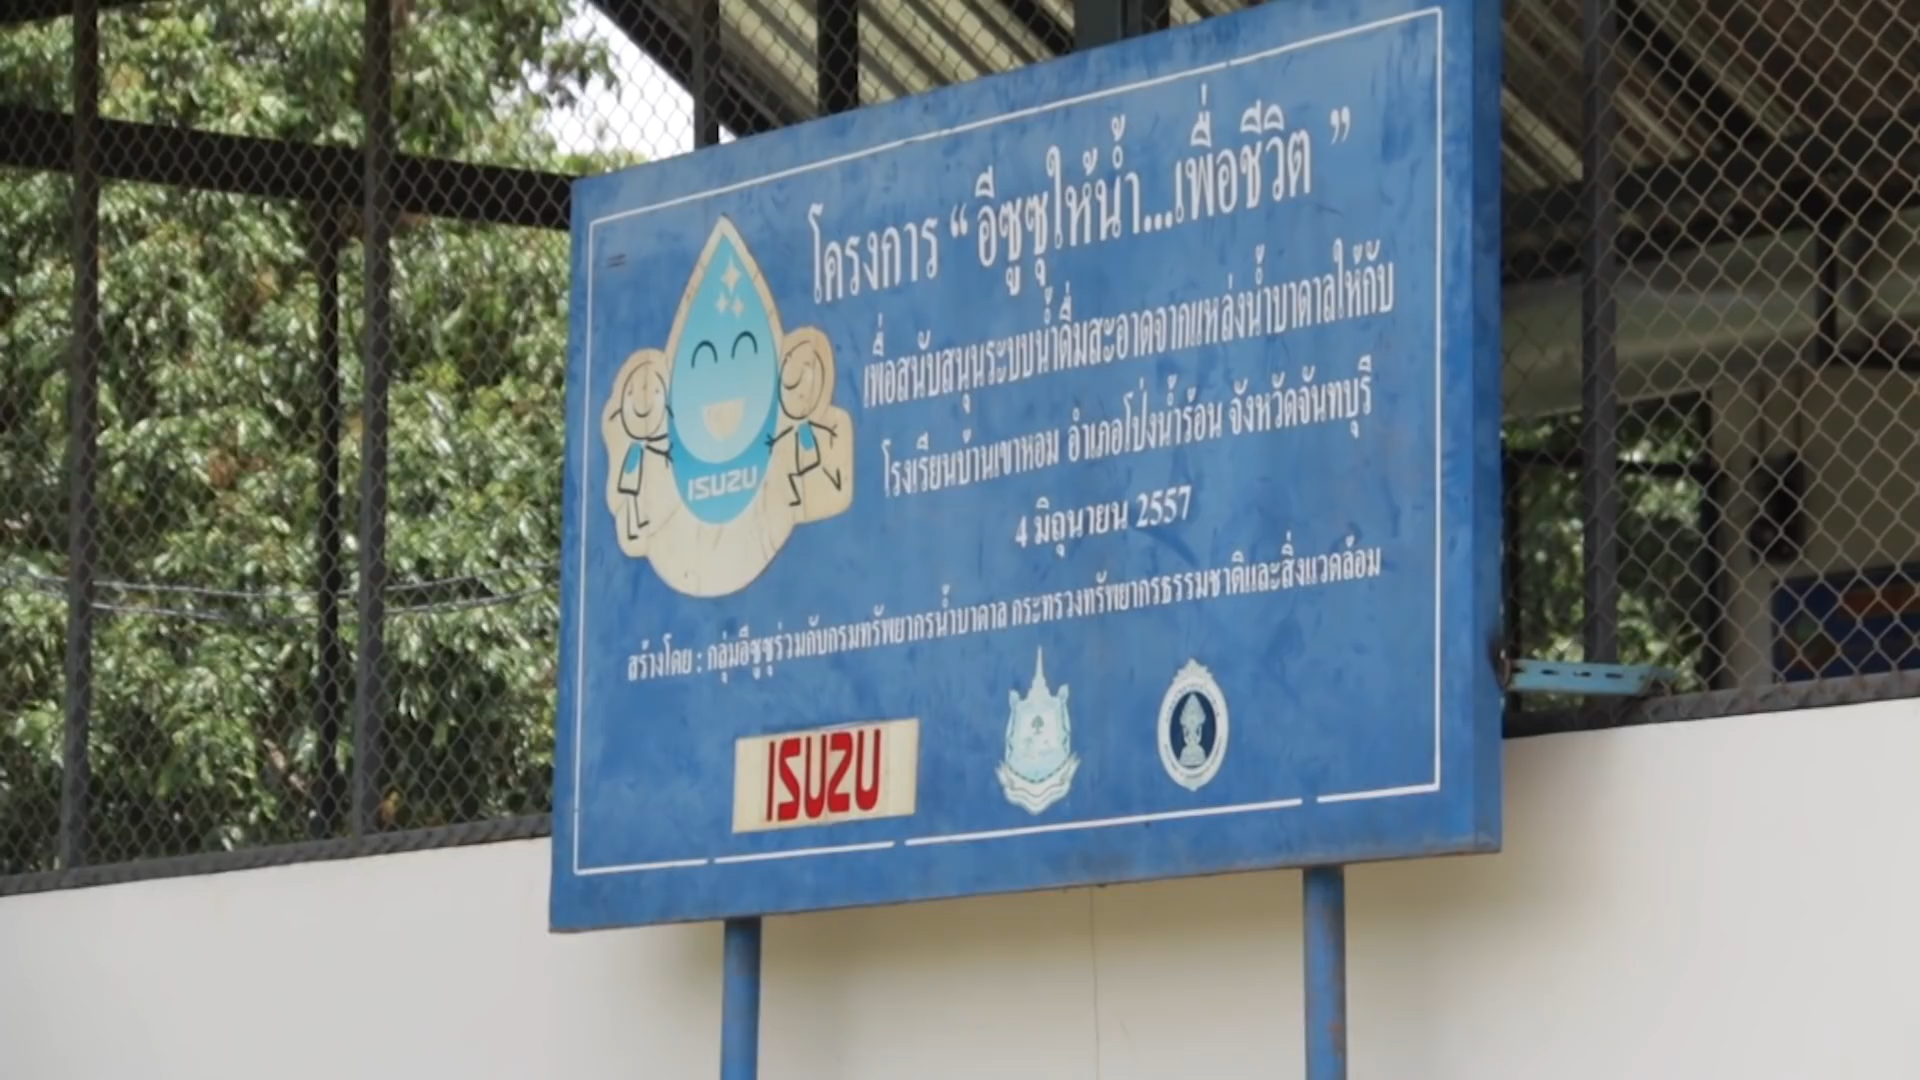 โครงการ “ อีซูซุให้น้ำ...เพื่อชีวิต ”
เพื่อสนับสนุนระบบน้ำดื่มสะอาดจากแหล่งน้ำบาดาลให้กับ
โรงเรียนบ้านเขาหอม อำเภอโป่งน้ำร้อน จังหวัดจันทบุรี
4 มิถุนายน 2557
ISUZU
สร้างโดย : กลุ่มอีซูซุร่วมกับกรมทรัพยากรน้ำบาดาล กระทรวงทรัพยากรธรรมชาติและสิ่งแวดล้อม
ISUZU